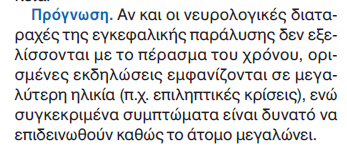 Πρόγνωση. Αν και οι νευρολογικές διατα-
ραχές της εγκεφαλικής παράλυσης δεν εξε-
λίσσονται με το πέρασμα του χρόνου, ορι-
σμένες εκδηλώσεις εμφανίζονται σε μεγα-
λύτερη ηλικία (π.χ. επιληπτικές κρίσεις), ενώ
συγκεκριμένα συμπτώματα είναι δυνατό να
επιδεινωθούν καθώς το άτομο μεγαλώνει.